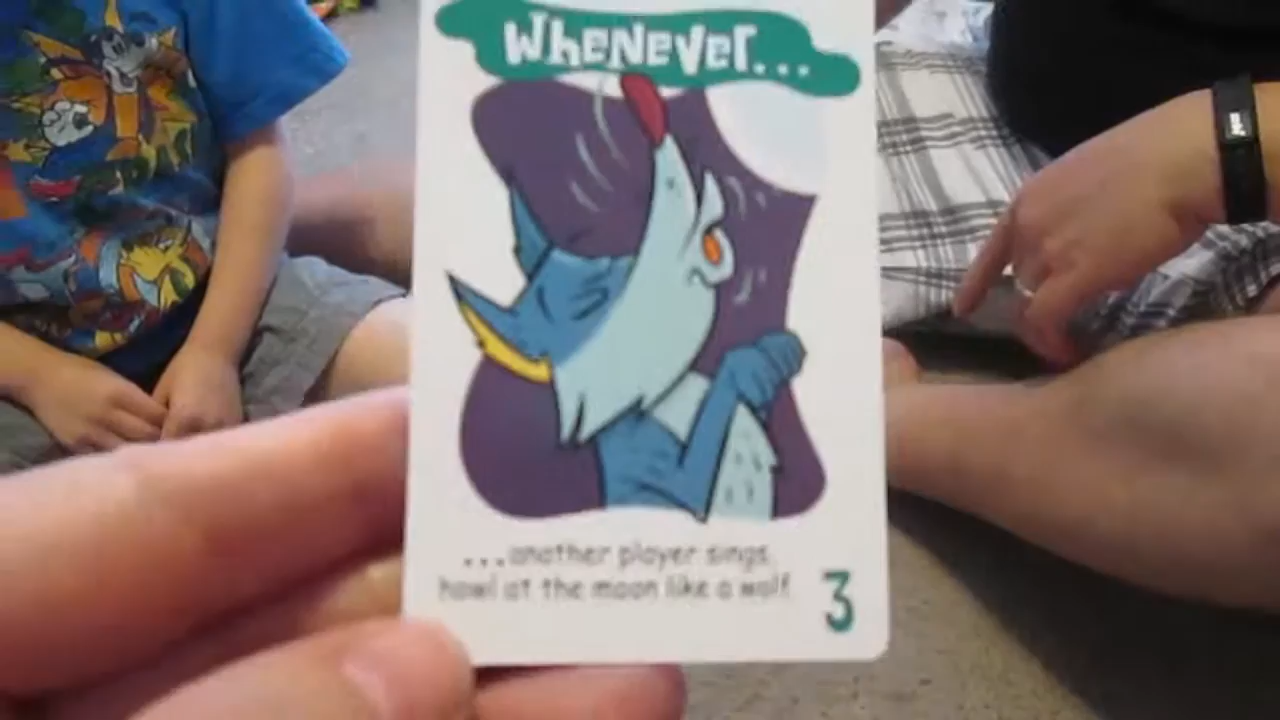 Whenever...
...another player sings,
howl at the moon like a wolf.
3